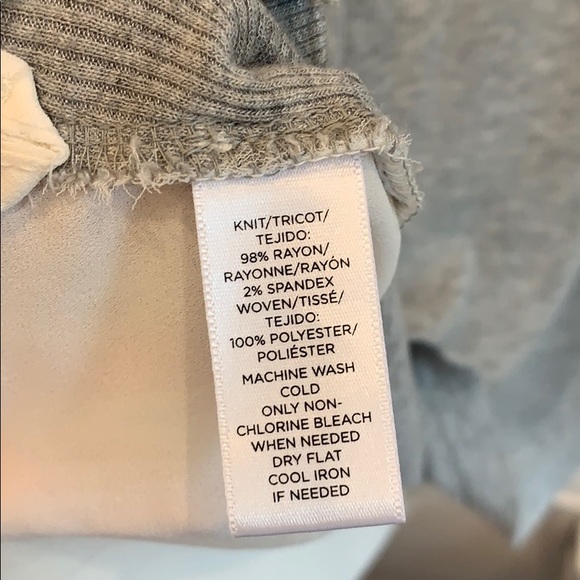 KNIT/TRICOT/
TEJIDO:
98% RAYON/
RAYONNE/RAYÓN
2% SPANDEX
WOVEN/TISSÉ/
TEJIDO:
100% POLYESTER/
POLIÉSTER
MACHINE WASH
COLD
ONLY NON-
CHLORINE BLEACH
WHEN NEEDED
DRY FLAT
COOL IRON
IF NEEDED